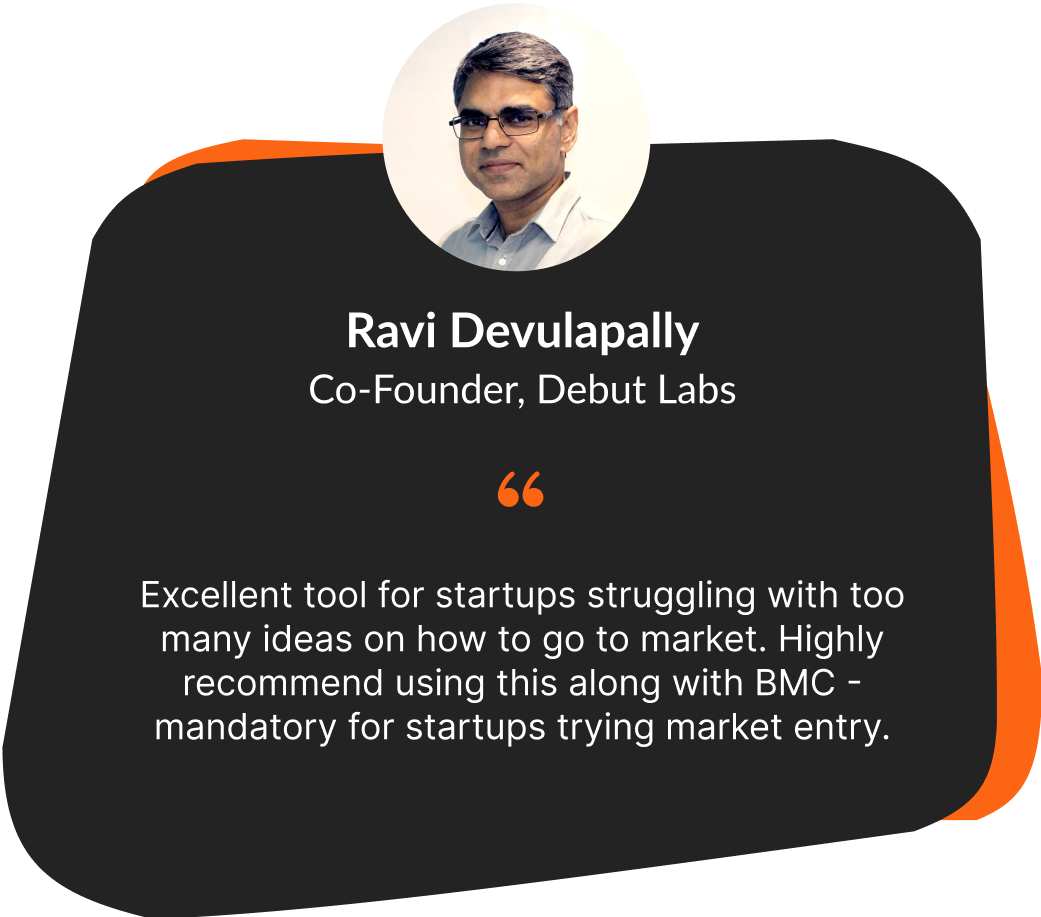 Ravi Devulapally
Co-Founder, Debut Labs
“
Excellent tool for startups struggling with too
many ideas on how to go to market. Highly
recommend using this along with BMC -
mandatory for startups trying market entry.